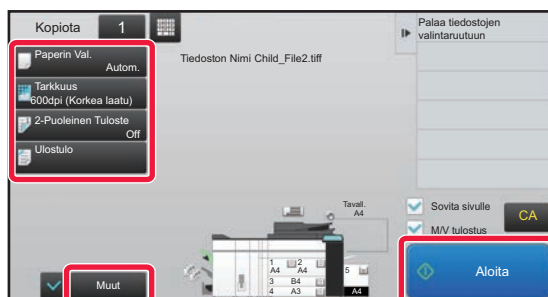 Kopiota 1
Palaa tiedostojen
valintaruutuun
Paperin Val.
Autom.
Tiedoston Nimi Child_File2.tiff
Tarkkuus
600dpi (Korkea laatu)
2-Puoleinen Tuloste
Off
Ulostulo
Tavall.
A4
Sovita sivulle
CA
M/V tulostus
1 2
A4 A4
5
3 B4
4 A3
A4
Muut
Aloita